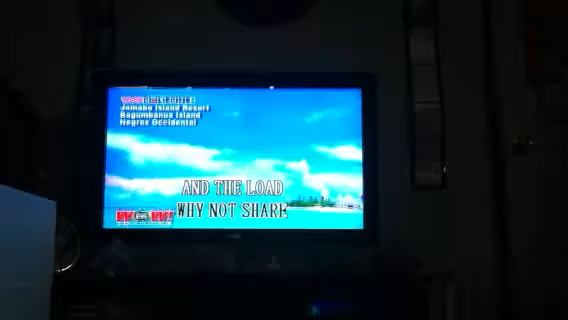 Jomabo Island Resort
Bagumbanua Island
Negros Occidental
AND THE LOAD
WHY NOT SHARE
WOW!